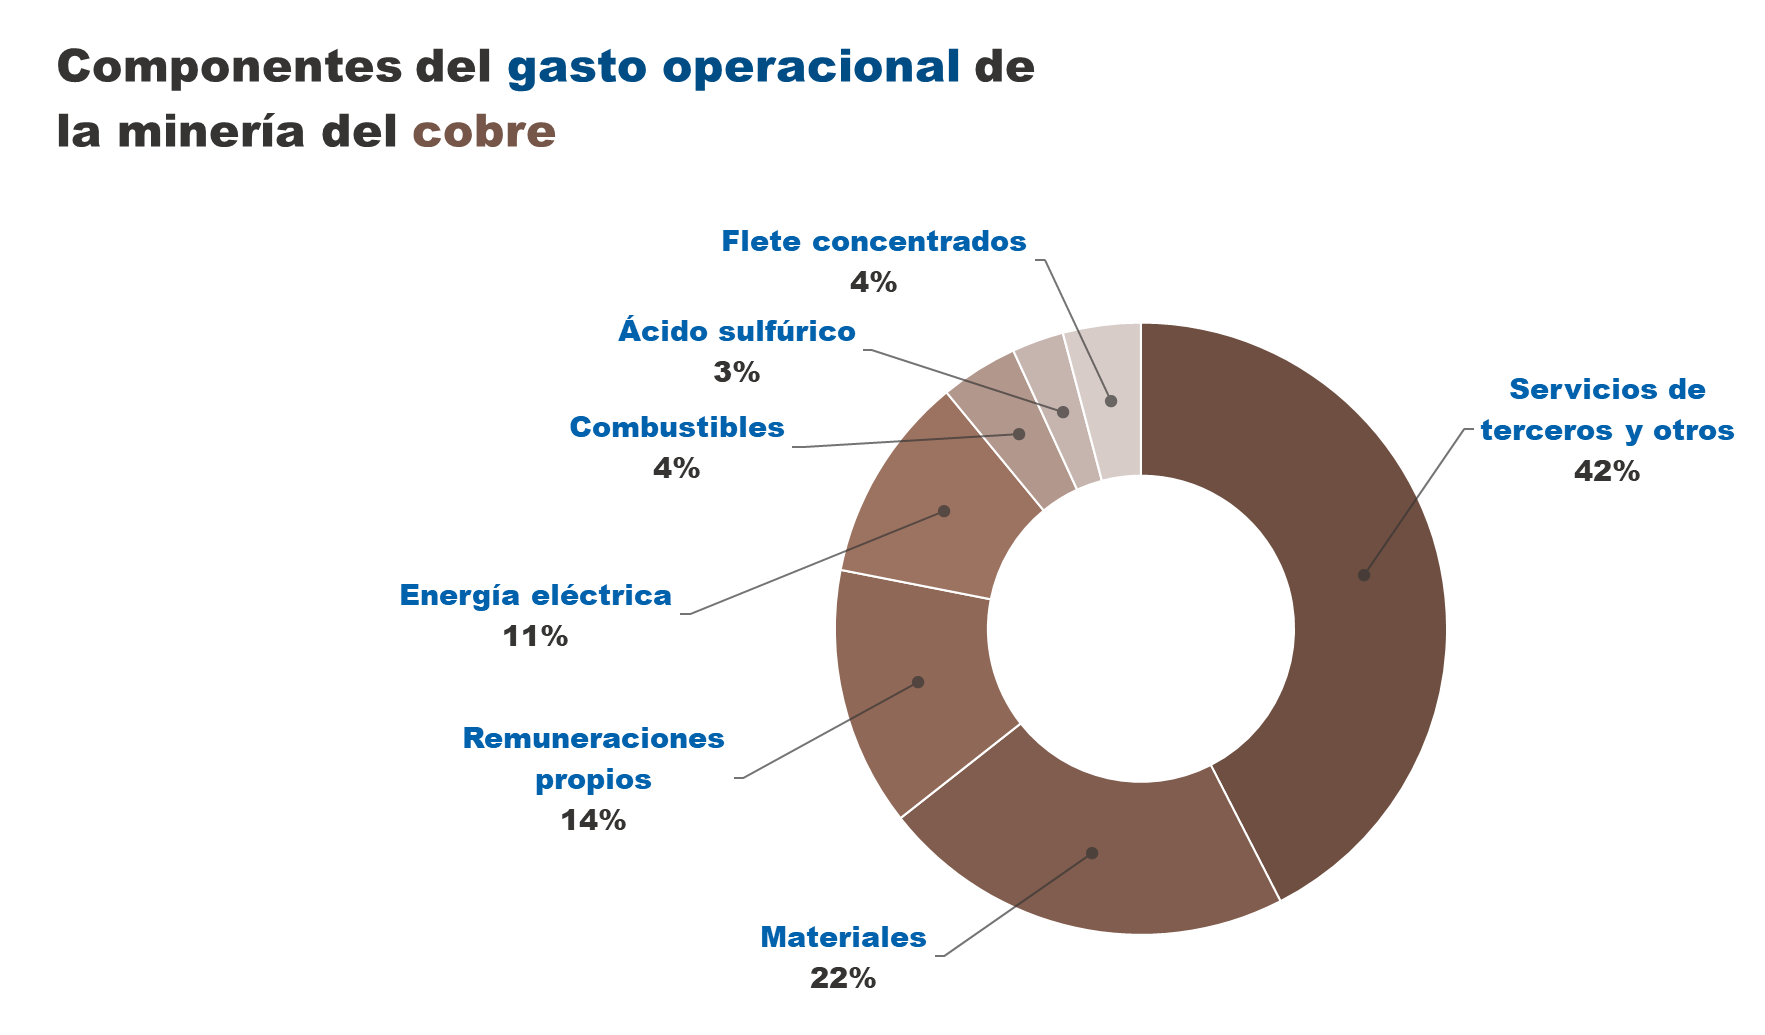 Componentes del gasto operacional de
la minería del cobre
Flete concentrados
4%
Ácido sulfúrico
3%
Combustibles
4%
Energía eléctrica
11%
Remuneraciones
propios
14%
Materiales
22%
Servicios de
terceros y otros
42%